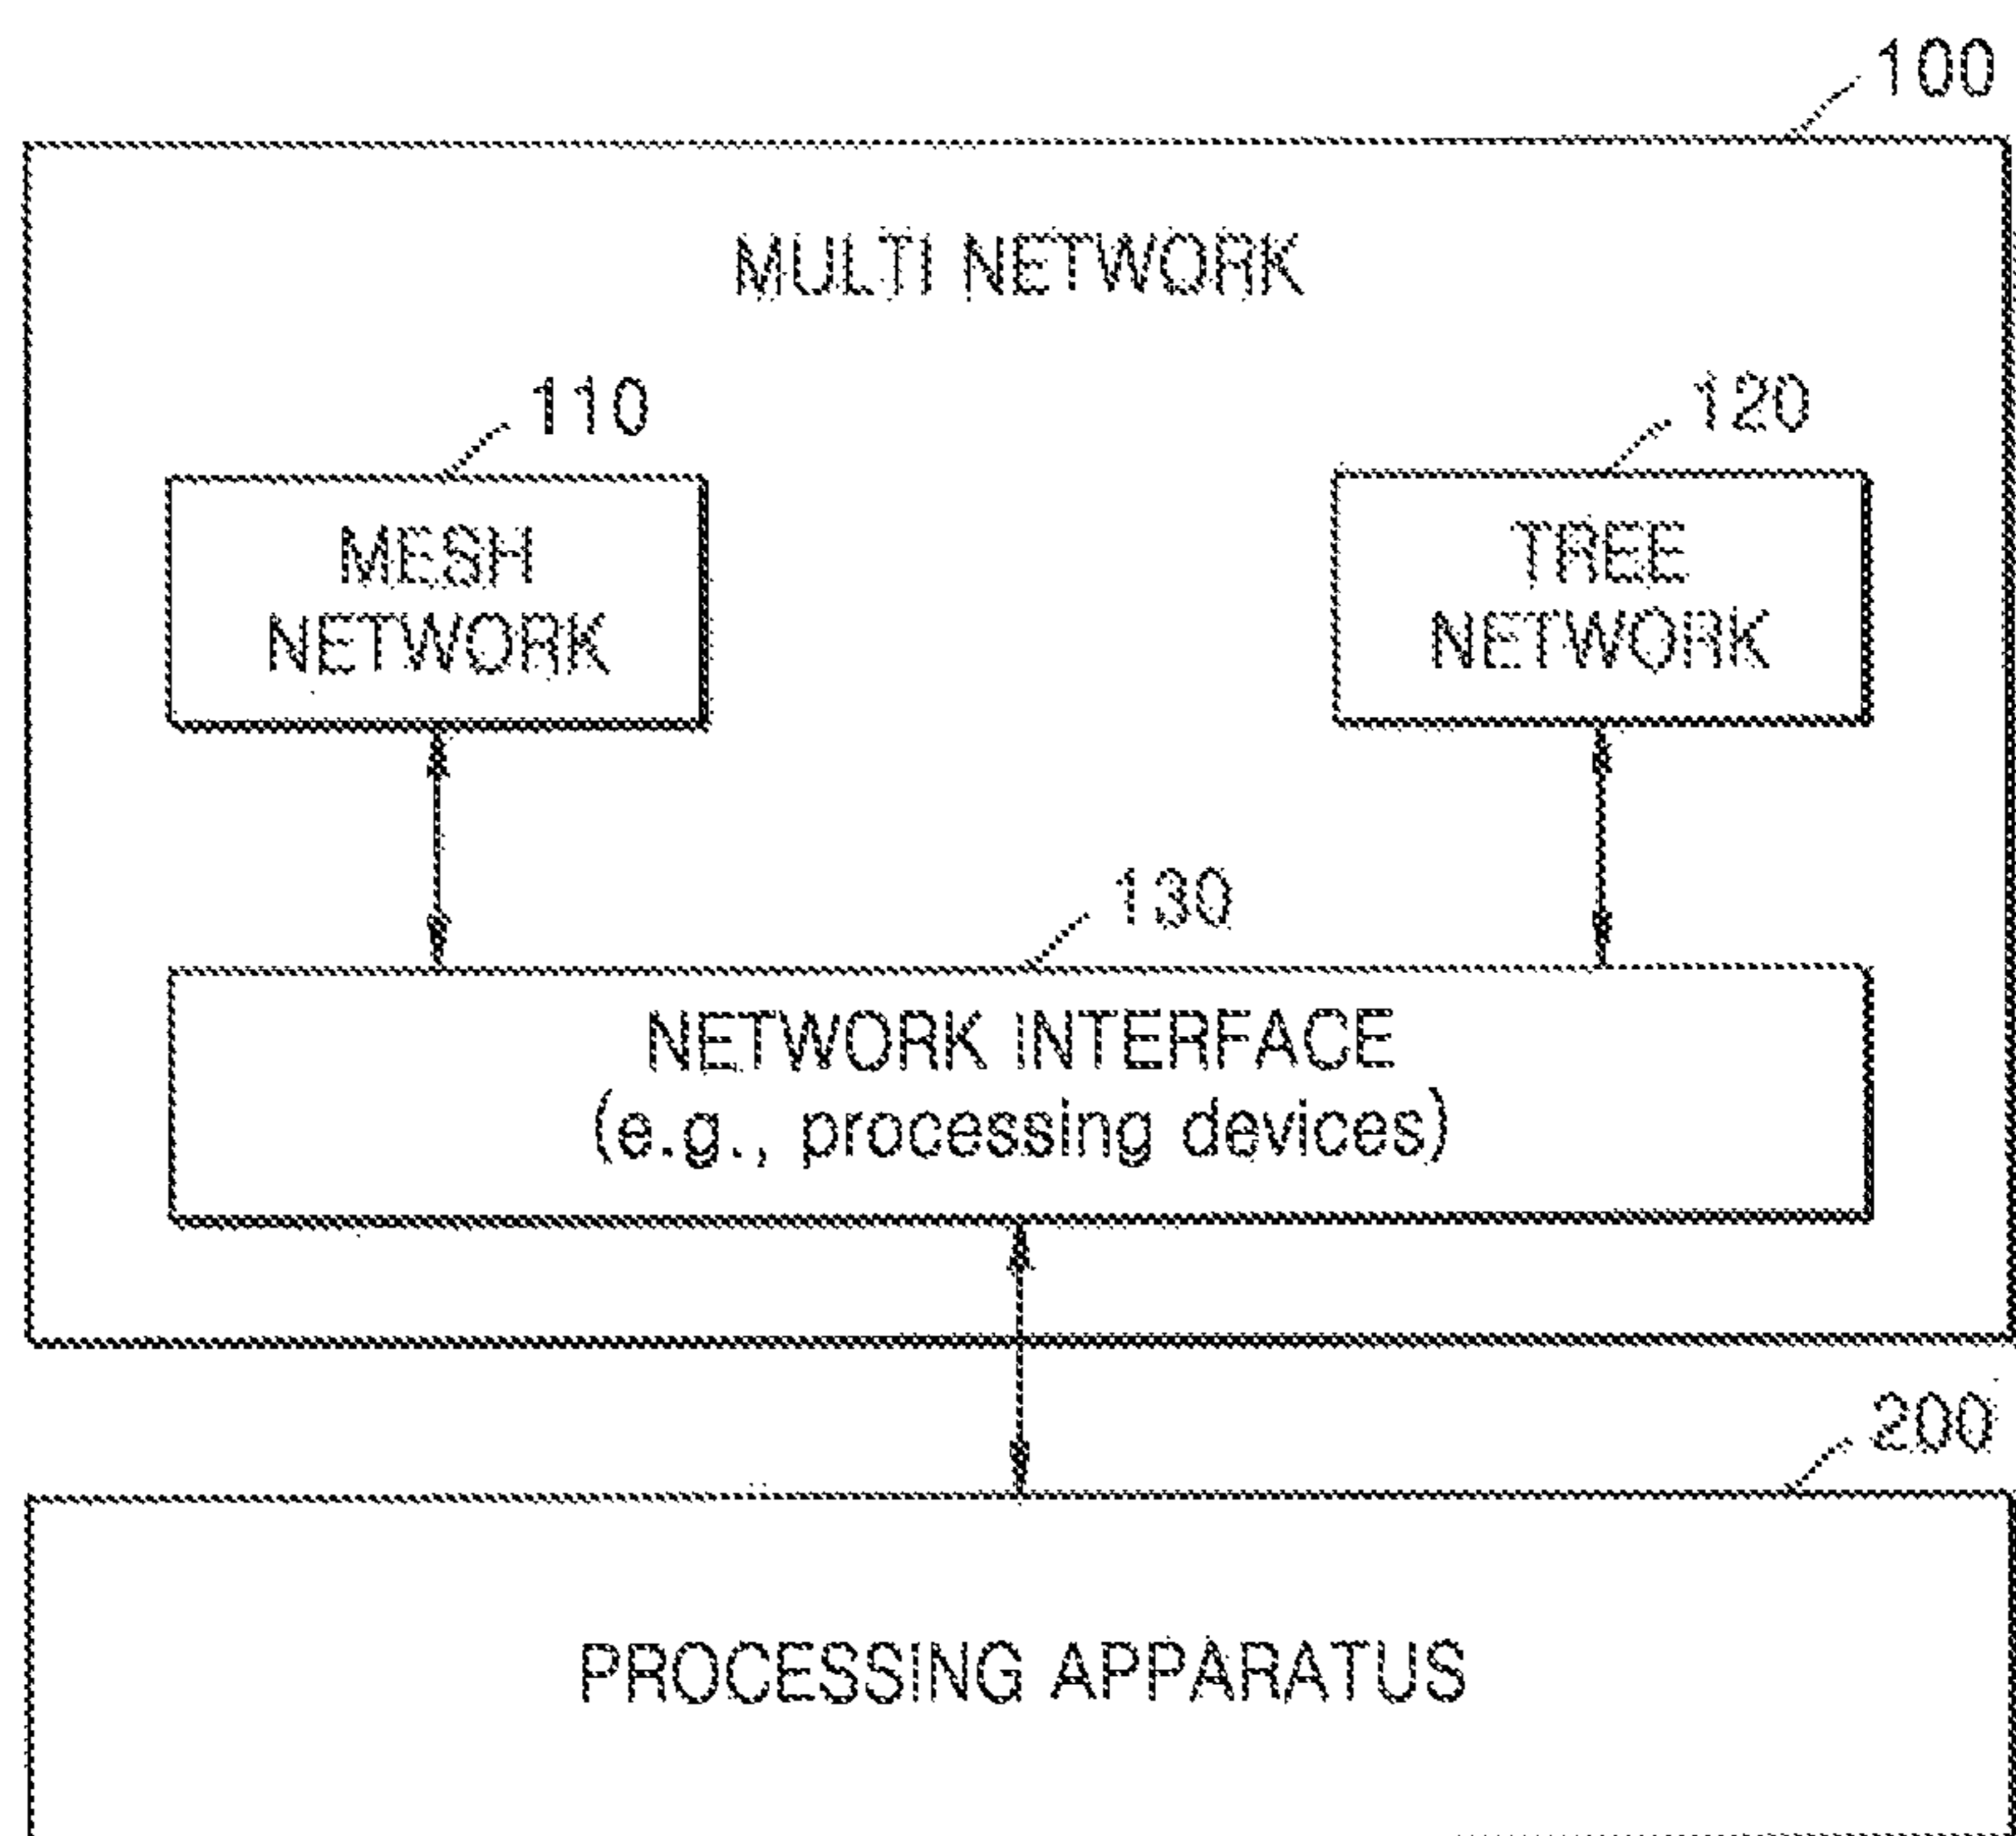 100
MULTI NETWORK
110
120
MESH
NETWORK
TREE
NETWORK
130
NETWORK INTERFACE
(e.g., processing devices)
200
PROCESSING APPARATUS